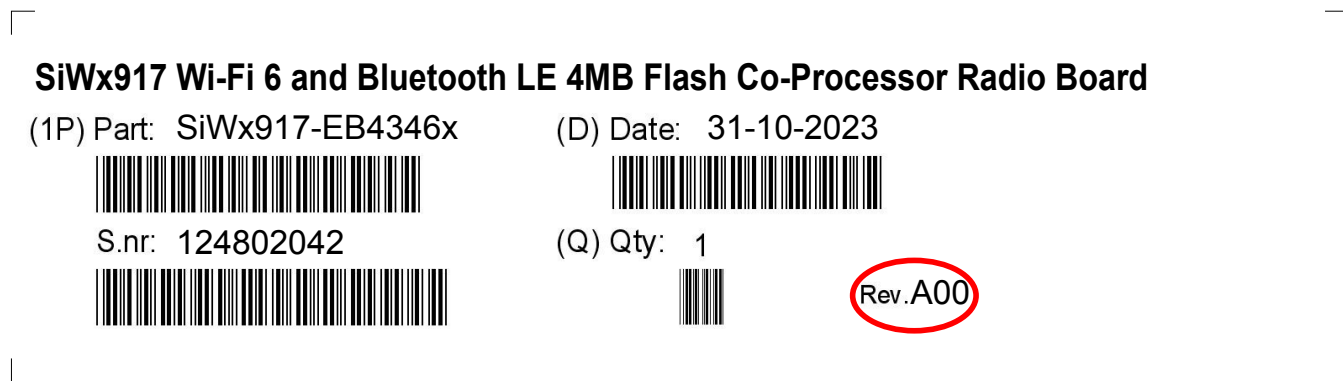 SiWx917 Wi-Fi 6 and Bluetooth LE 4MB Flash Co-Processor Radio Board
(1P) Part: SiWx917-EB4346x (D) Date: 31-10-2023
S.nr: 124802042 (Q) Qty: 1
Rev.A00